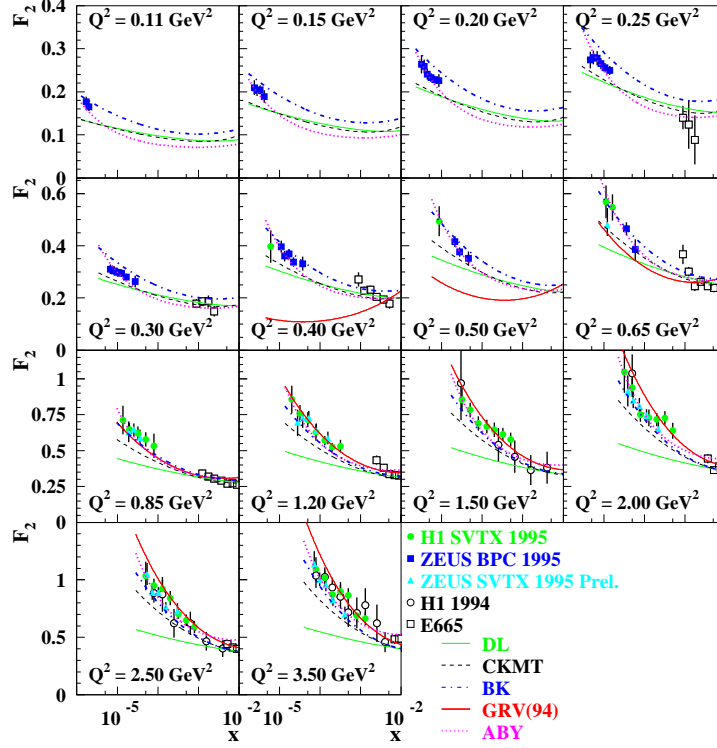 F2
Q² = 0.11 GeV²
Q² = 0.15 GeV²
Q² = 0.20 GeV²
Q² = 0.25 GeV²
0.4
0.3
0.2
0.1
0
F2
0.6
0.4
0.2
0
Q² = 0.30 GeV²
Q² = 0.40 GeV²
Q² = 0.50 GeV²
Q² = 0.65 GeV²
F2
1
0.75
0.5
0.25
0
Q² = 0.85 GeV²
Q² = 1.20 GeV²
Q² = 1.50 GeV²
Q² = 2.00 GeV²
F2
1
0.5
0
Q² = 2.50 GeV²
Q² = 3.50 GeV²
10⁻⁵
10⁻²
10⁻⁵
10⁻²
x
x
H1 SVTX 1995
ZEUS BPC 1995
ZEUS SVTX 1995 Prel.
H1 1994
E665
DL
CKMT
BK
GRV(94)
ABY